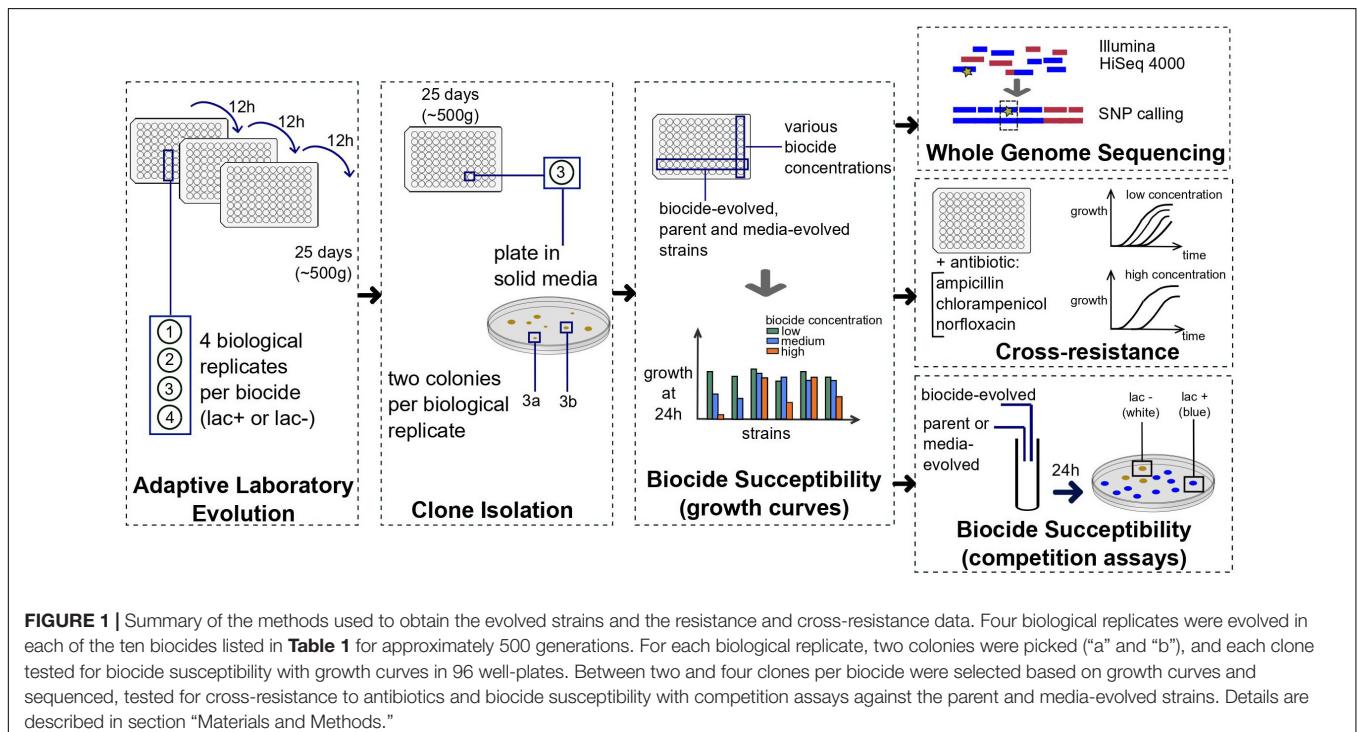 12h
12h
12h
25 days
(~500g)
1
2
3
4
4 biological
replicates
per biocide
(lac+ or lac-)
Adaptive Laboratory
Evolution
25 days
(~500g)
3
plate in
solid media
two colonies
per biological
replicate
3a
3b
Clone Isolation
various
biocide
concentrations
biocide-evolved,
parent and media-evolved
strains
biocide concentration
low
medium
high
growth
at
24h
strains
Biocide Susceptibility
(growth curves)
Illumina
HiSeq 4000
SNP calling
Whole Genome Sequencing
+ antibiotic:
ampicillin
chlorampenicol
norfloxacin
low concentration
growth
time
high concentration
growth
time
Cross-resistance
biocide-evolved
parent or
media-
evolved
24h
lac -
(white)
lac +
(blue)
Biocide Susceptibility
(competition assays)
FIGURE 1 | Summary of the methods used to obtain the evolved strains and the resistance and cross-resistance data. Four biological replicates were evolved in
each of the ten biocides listed in Table 1 for approximately 500 generations. For each biological replicate, two colonies were picked (“a” and “b”), and each clone
tested for biocide susceptibility with growth curves in 96 well-plates. Between two and four clones per biocide were selected based on growth curves and
sequenced, tested for cross-resistance to antibiotics and biocide susceptibility with competition assays against the parent and media-evolved strains. Details are
described in section “Materials and Methods.”